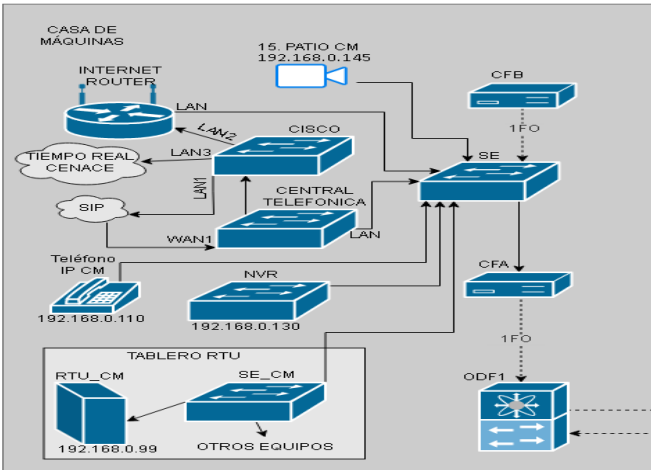 CASA DE
MÁQUINAS
15. PATIO CM
192.168.0.145
INTERNET
ROUTER
CFB
LAN
1FO
LAN2
CISCO
SE
TIEMPO REAL
CENACE
LAN3
LAN1
CENTRAL
TELEFONICA
SIP
WAN1
LAN
Teléfono
IP CM
NVR
CFA
192.168.0.110
192.168.0.130
1FO
TABLERO RTU
RTU_CM
SE_CM
ODF1
192.168.0.99
OTROS EQUIPOS